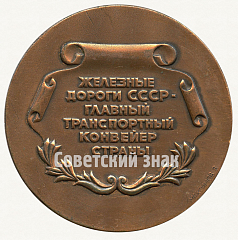 ЖЕЛЕЗНЫЕ
ДОРОГИ СССР-
ГЛАВНЫЙ
ТРАНСПОРТНЫЙ
КОНВЕЙЕР
СТРАНЫ
Советский знак